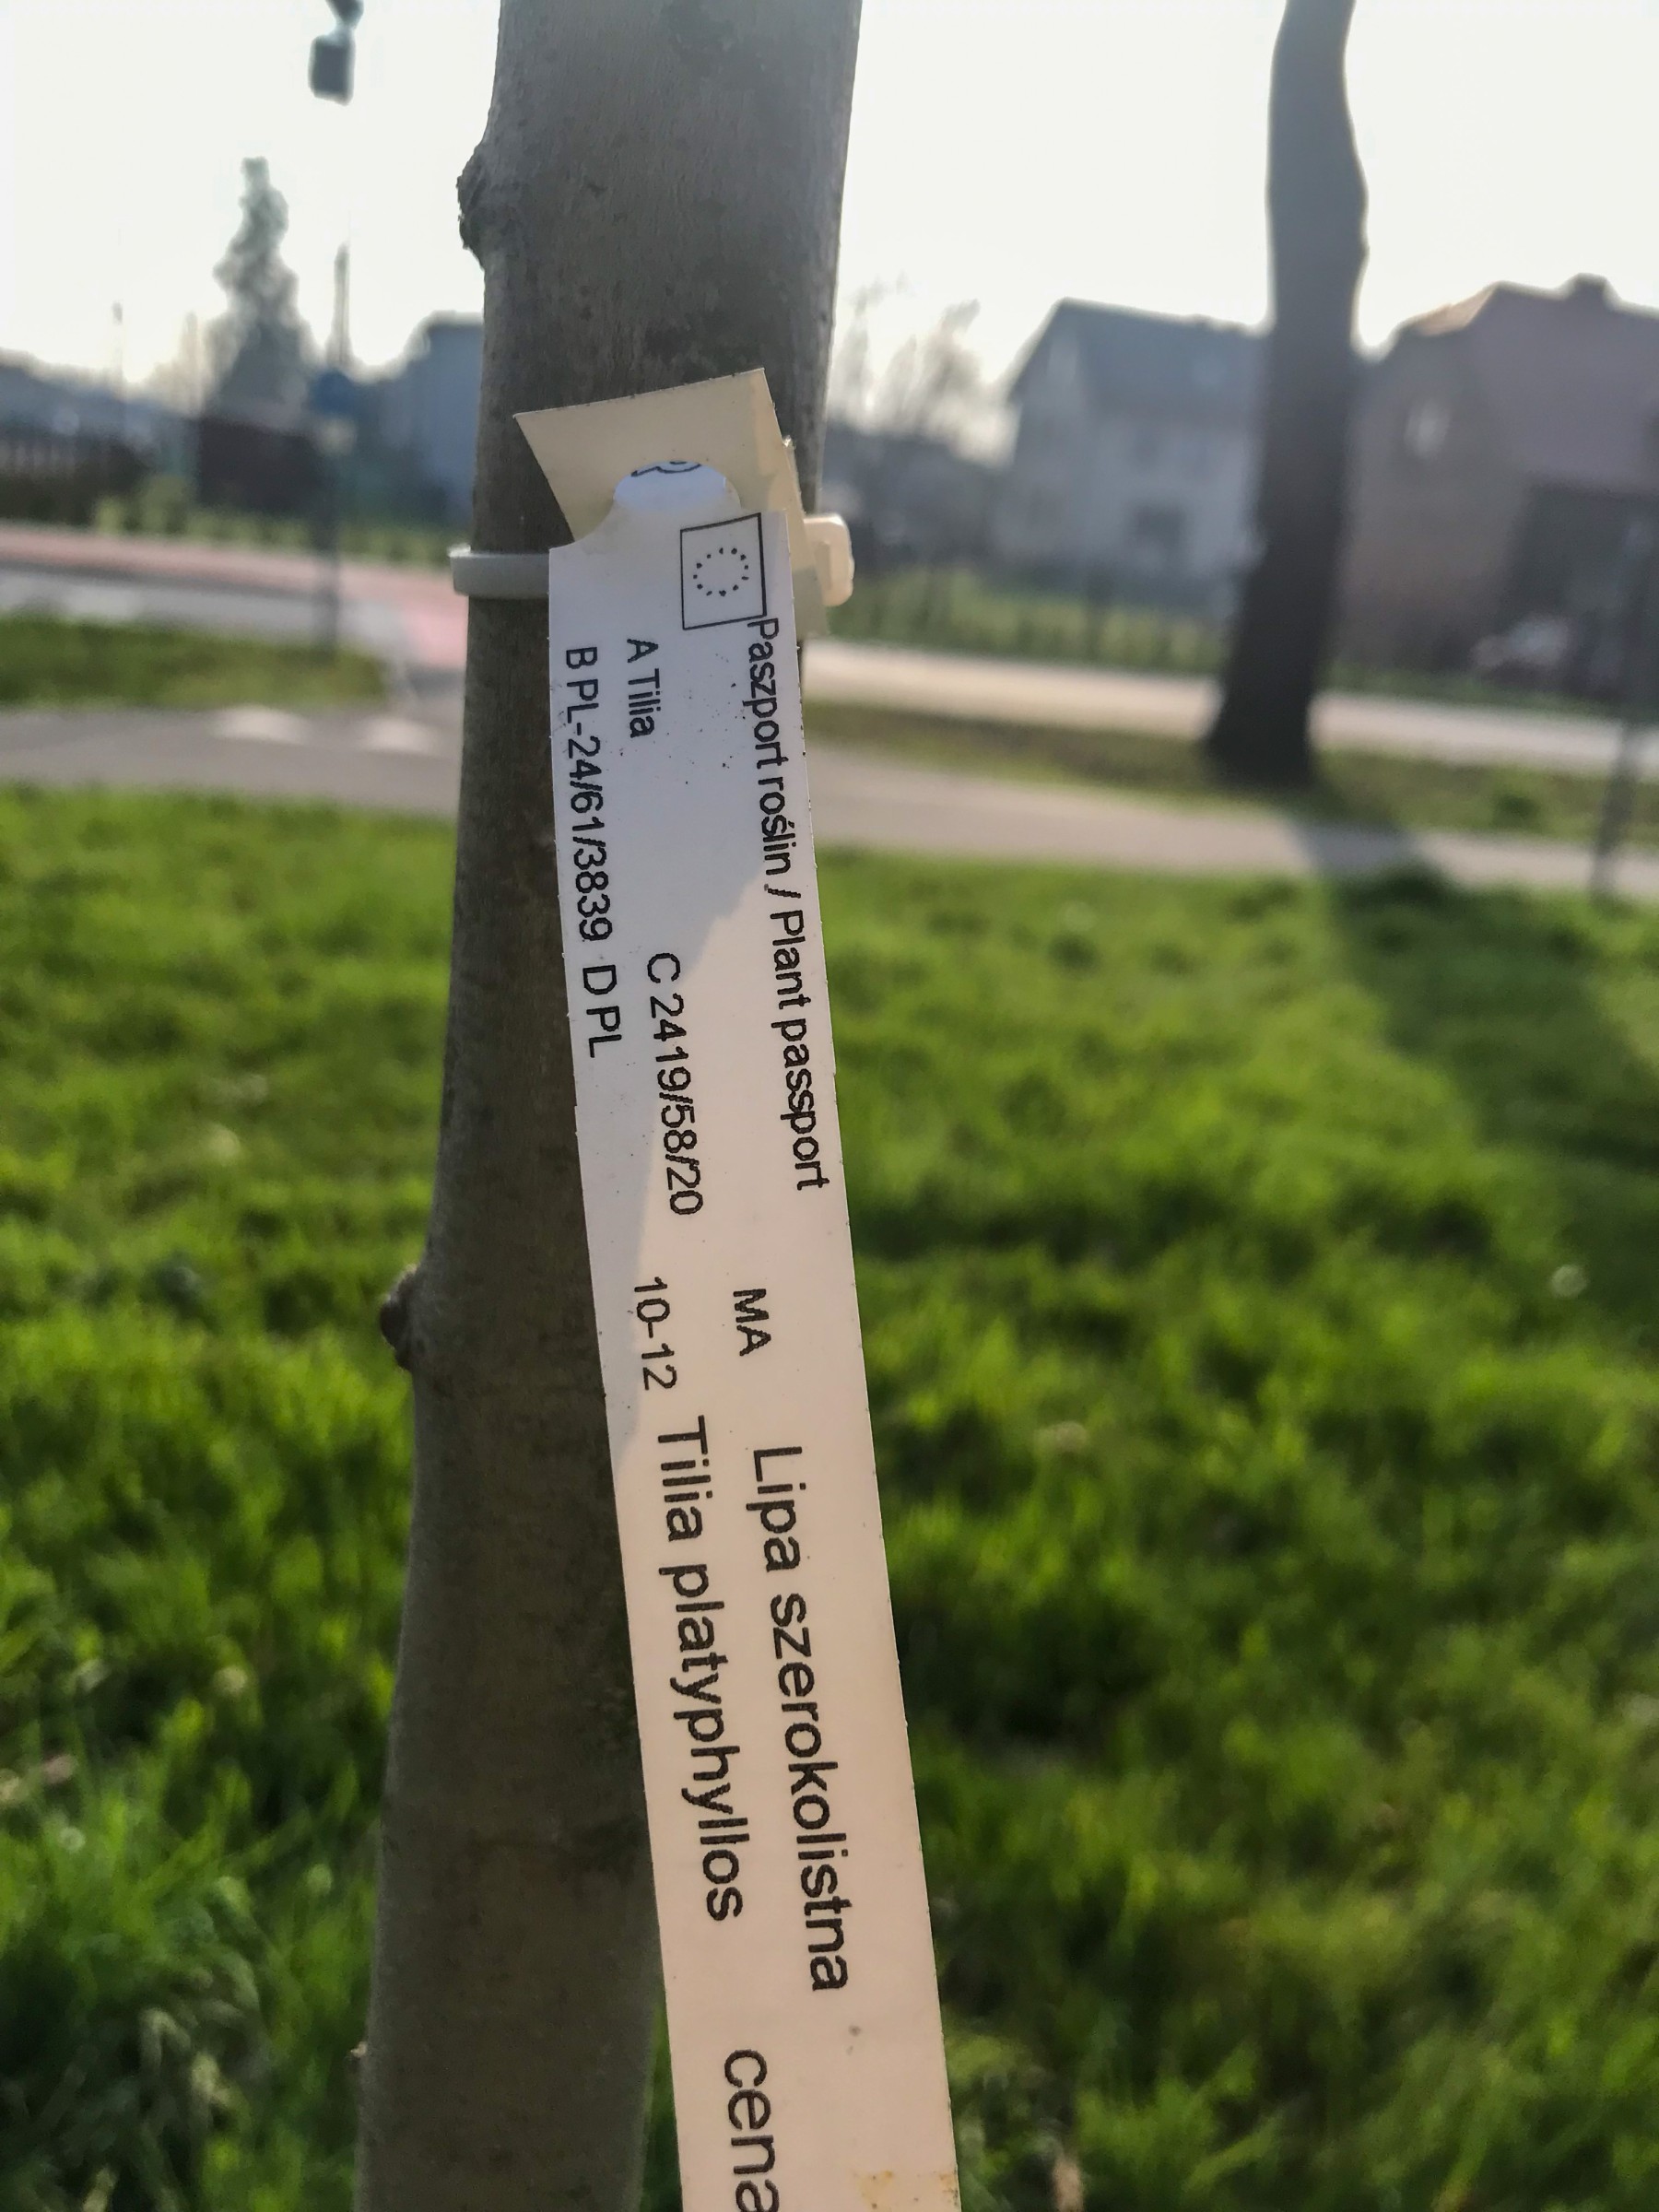 Paszport roślin / Plant passport
A Tilia
C 2419/58/20
B PL-24/61/3839 D PL
MA
10-12
Lipa szerokolistna
Tilia platyphyllos
cena